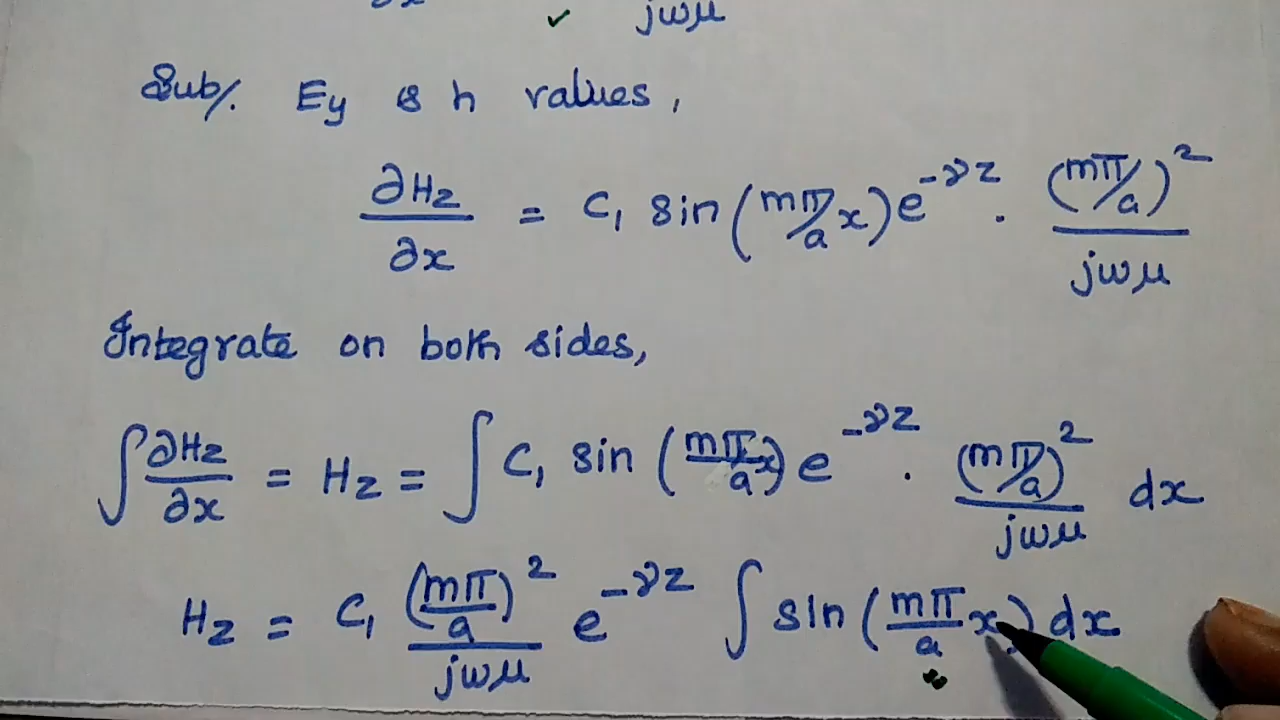 ∂x ✓ jωμ
Sub/. Ey & h values,
∂Hz/∂x = C₁ sin(mπ/a x) e^(-γz) . (mπ/a)²/jωμ
Integrate on both sides,
∫ ∂Hz/∂x = Hz = ∫ C₁ sin(mπ/a x) e^(-γz) . (mπ/a)²/jωμ dx
Hz = C₁ (mπ/a)²/jωμ e^(-γz) ∫ sin(mπ/a x) dx